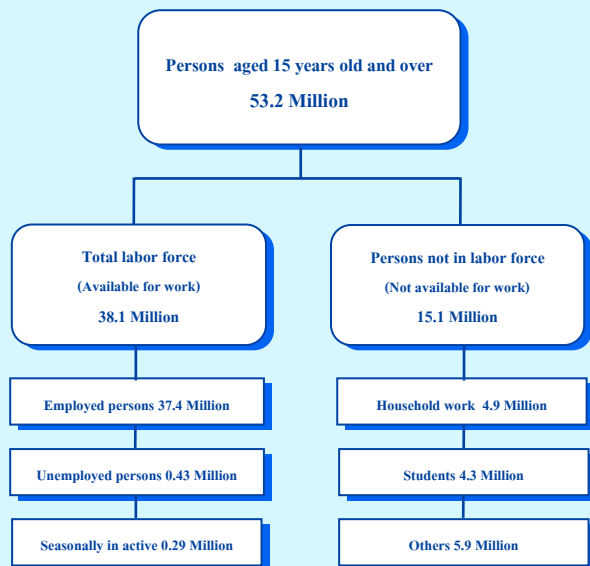 Persons aged 15 years old and over
53.2 Million
Total labor force
(Available for work)
38.1 Million
Persons not in labor force
(Not available for work)
15.1 Million
Employed persons 37.4 Million
Household work 4.9 Million
Unemployed persons 0.43 Million
Students 4.3 Million
Seasonally in active 0.29 Million
Others 5.9 Million